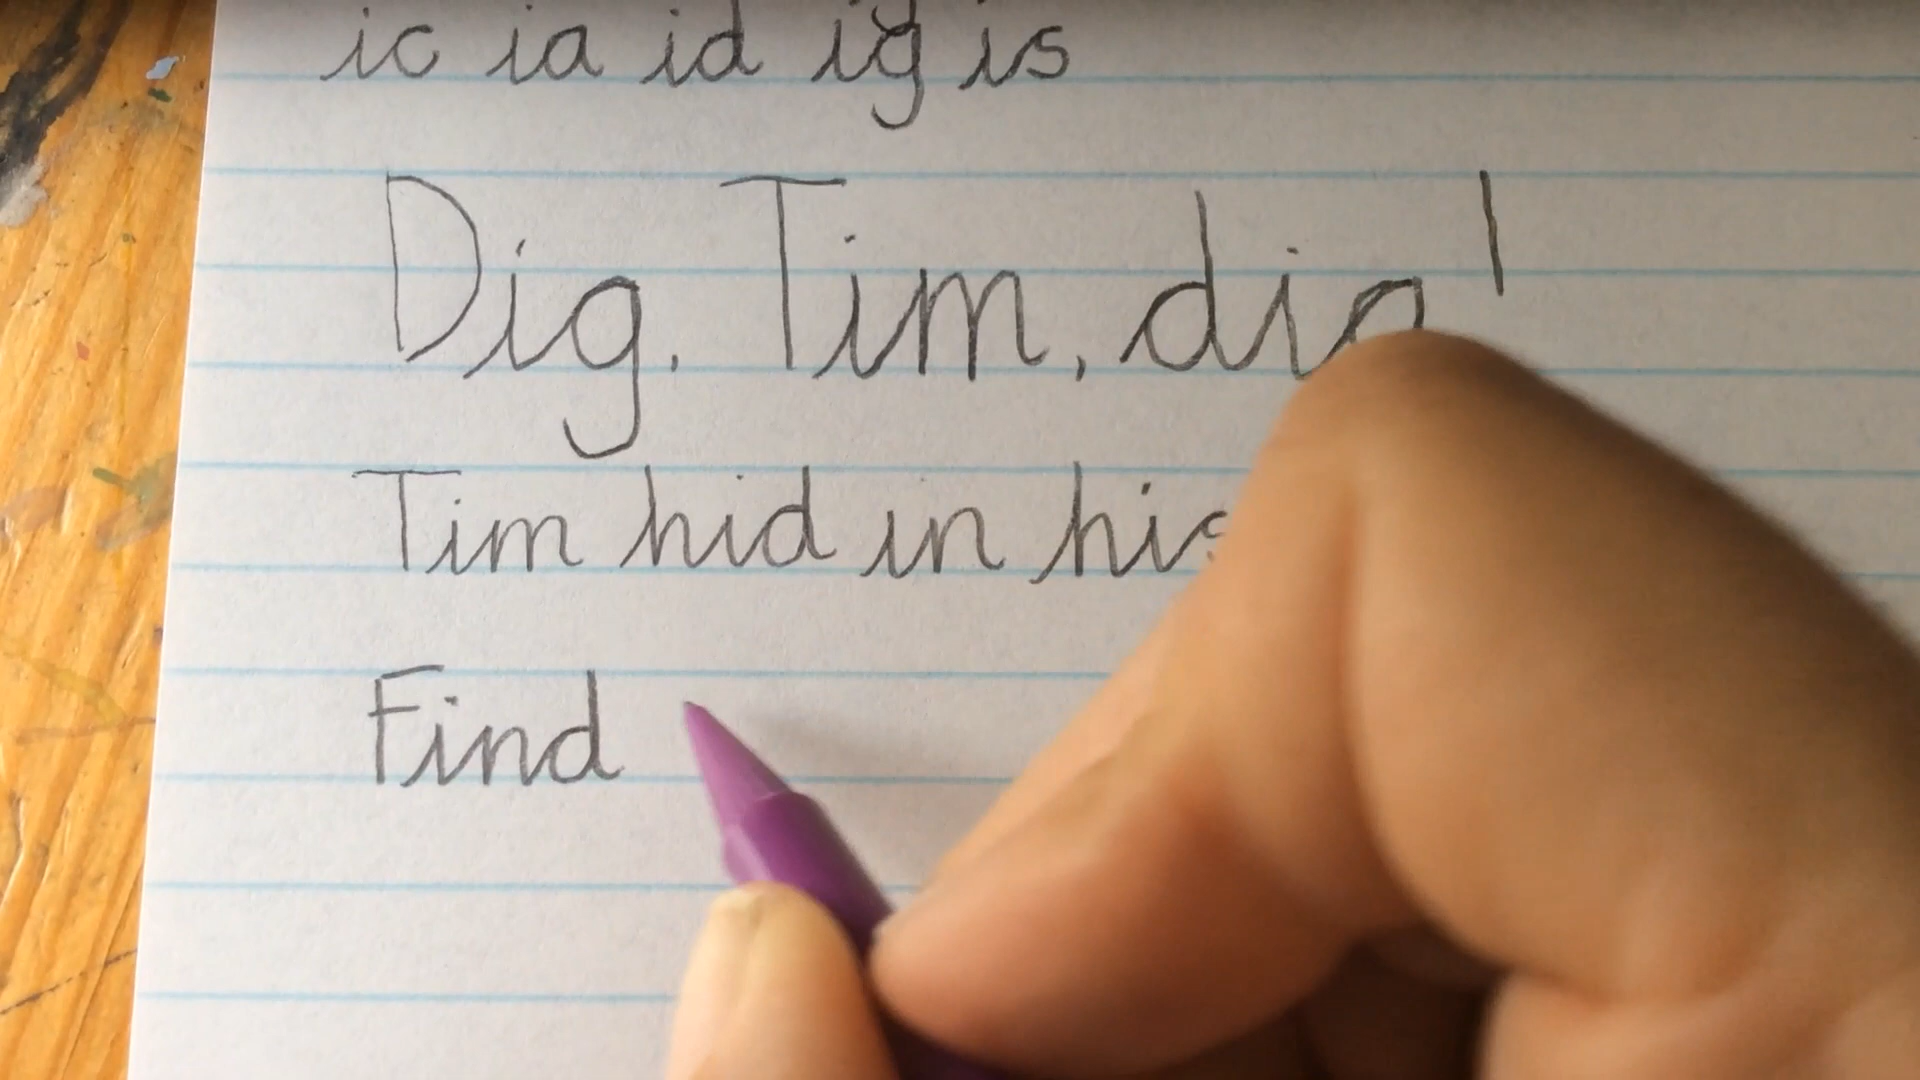 ic ia id ig is
Dig. Tim, dig!
Tim hid in his
Find